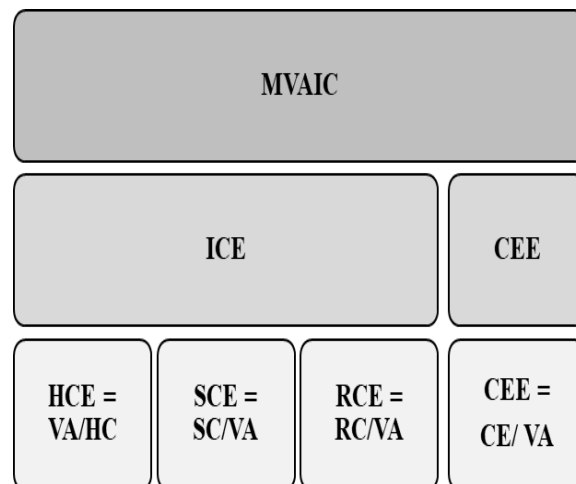 MVAIC
ICE
CEE
HCE =
VA/HC
SCE =
SC/VA
RCE =
RC/VA
CEE =
CE/ VA